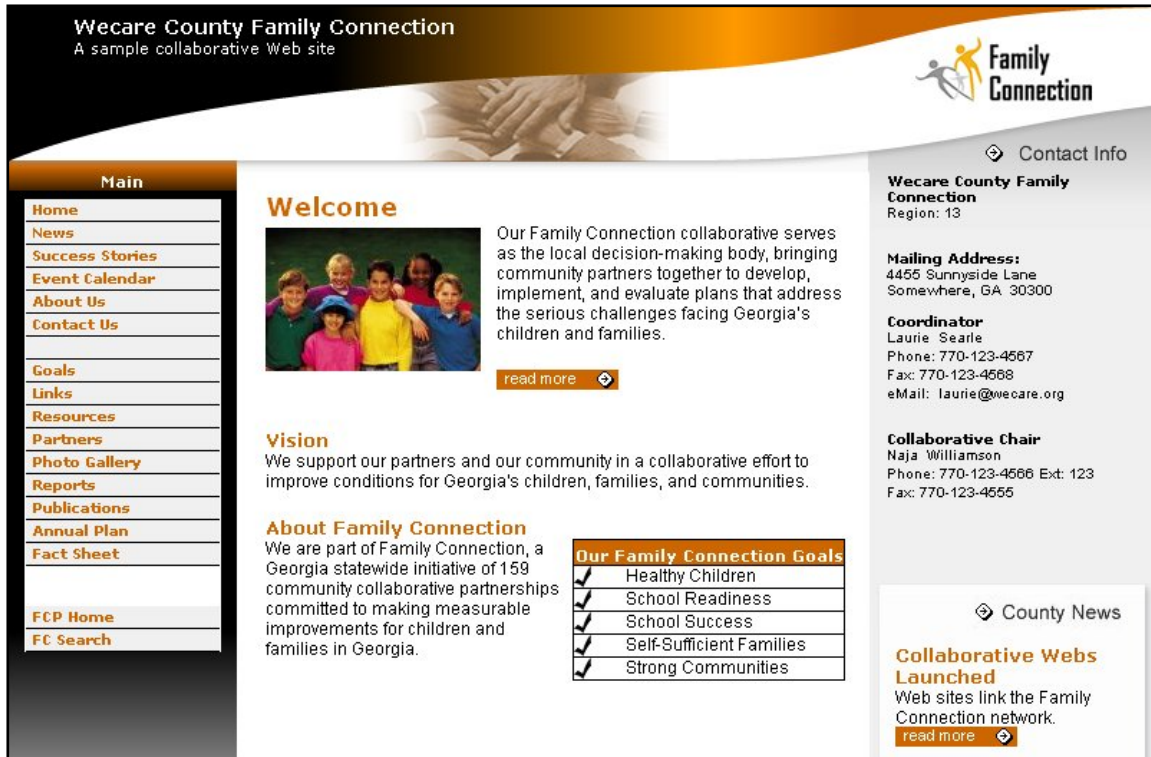 Wecare County Family Connection
A sample collaborative Web site
Family
Connection
Main
Home
News
Success Stories
Event Calendar
About Us
Contact Us
Goals
Links
Resources
Partners
Photo Gallery
Reports
Publications
Annual Plan
Fact Sheet
FCP Home
FC Search
Welcome
Our Family Connection collaborative serves
as the local decision-making body, bringing
community partners together to develop,
implement, and evaluate plans that address
the serious challenges facing Georgia's
children and families.
read more
Vision
We support our partners and our community in a collaborative effort to
improve conditions for Georgia's children, families, and communities.
About Family Connection
We are part of Family Connection, a
Georgia statewide initiative of 159
community collaborative partnerships
committed to making measurable
improvements for children and
families in Georgia.
Our Family Connection Goals
Healthy Children
School Readiness
School Success
Self-Sufficient Families
Strong Communities
Contact Info
Wecare County Family
Connection
Region: 13
Mailing Address:
4455 Sunnyside Lane
Somewhere, GA 30300
Coordinator
Laurie Searle
Phone: 770-123-4567
Fax: 770-123-4568
eMail: laurie@wecare.org
Collaborative Chair
Naja Williamson
Phone: 770-123-4566 Ext: 123
Fax: 770-123-4555
County News
Collaborative Webs
Launched
Web sites link the Family
Connection network.
read more